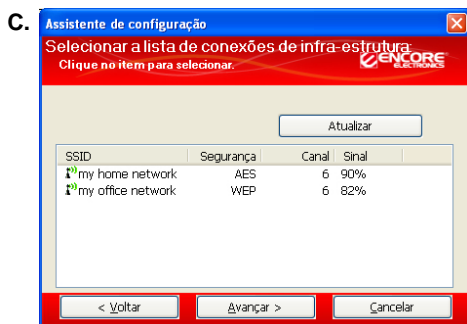 C.
Assistente de configuração
Selecionar a lista de conexões de infra-estrutura:
Clique no item para selecionar.
ENCORE
ELECTRONICS
Atualizar
SSID Segurança Canal Sinal
my home network AES 6 90%
my office network WEP 6 82%
< Voltar Avançar > Cancelar